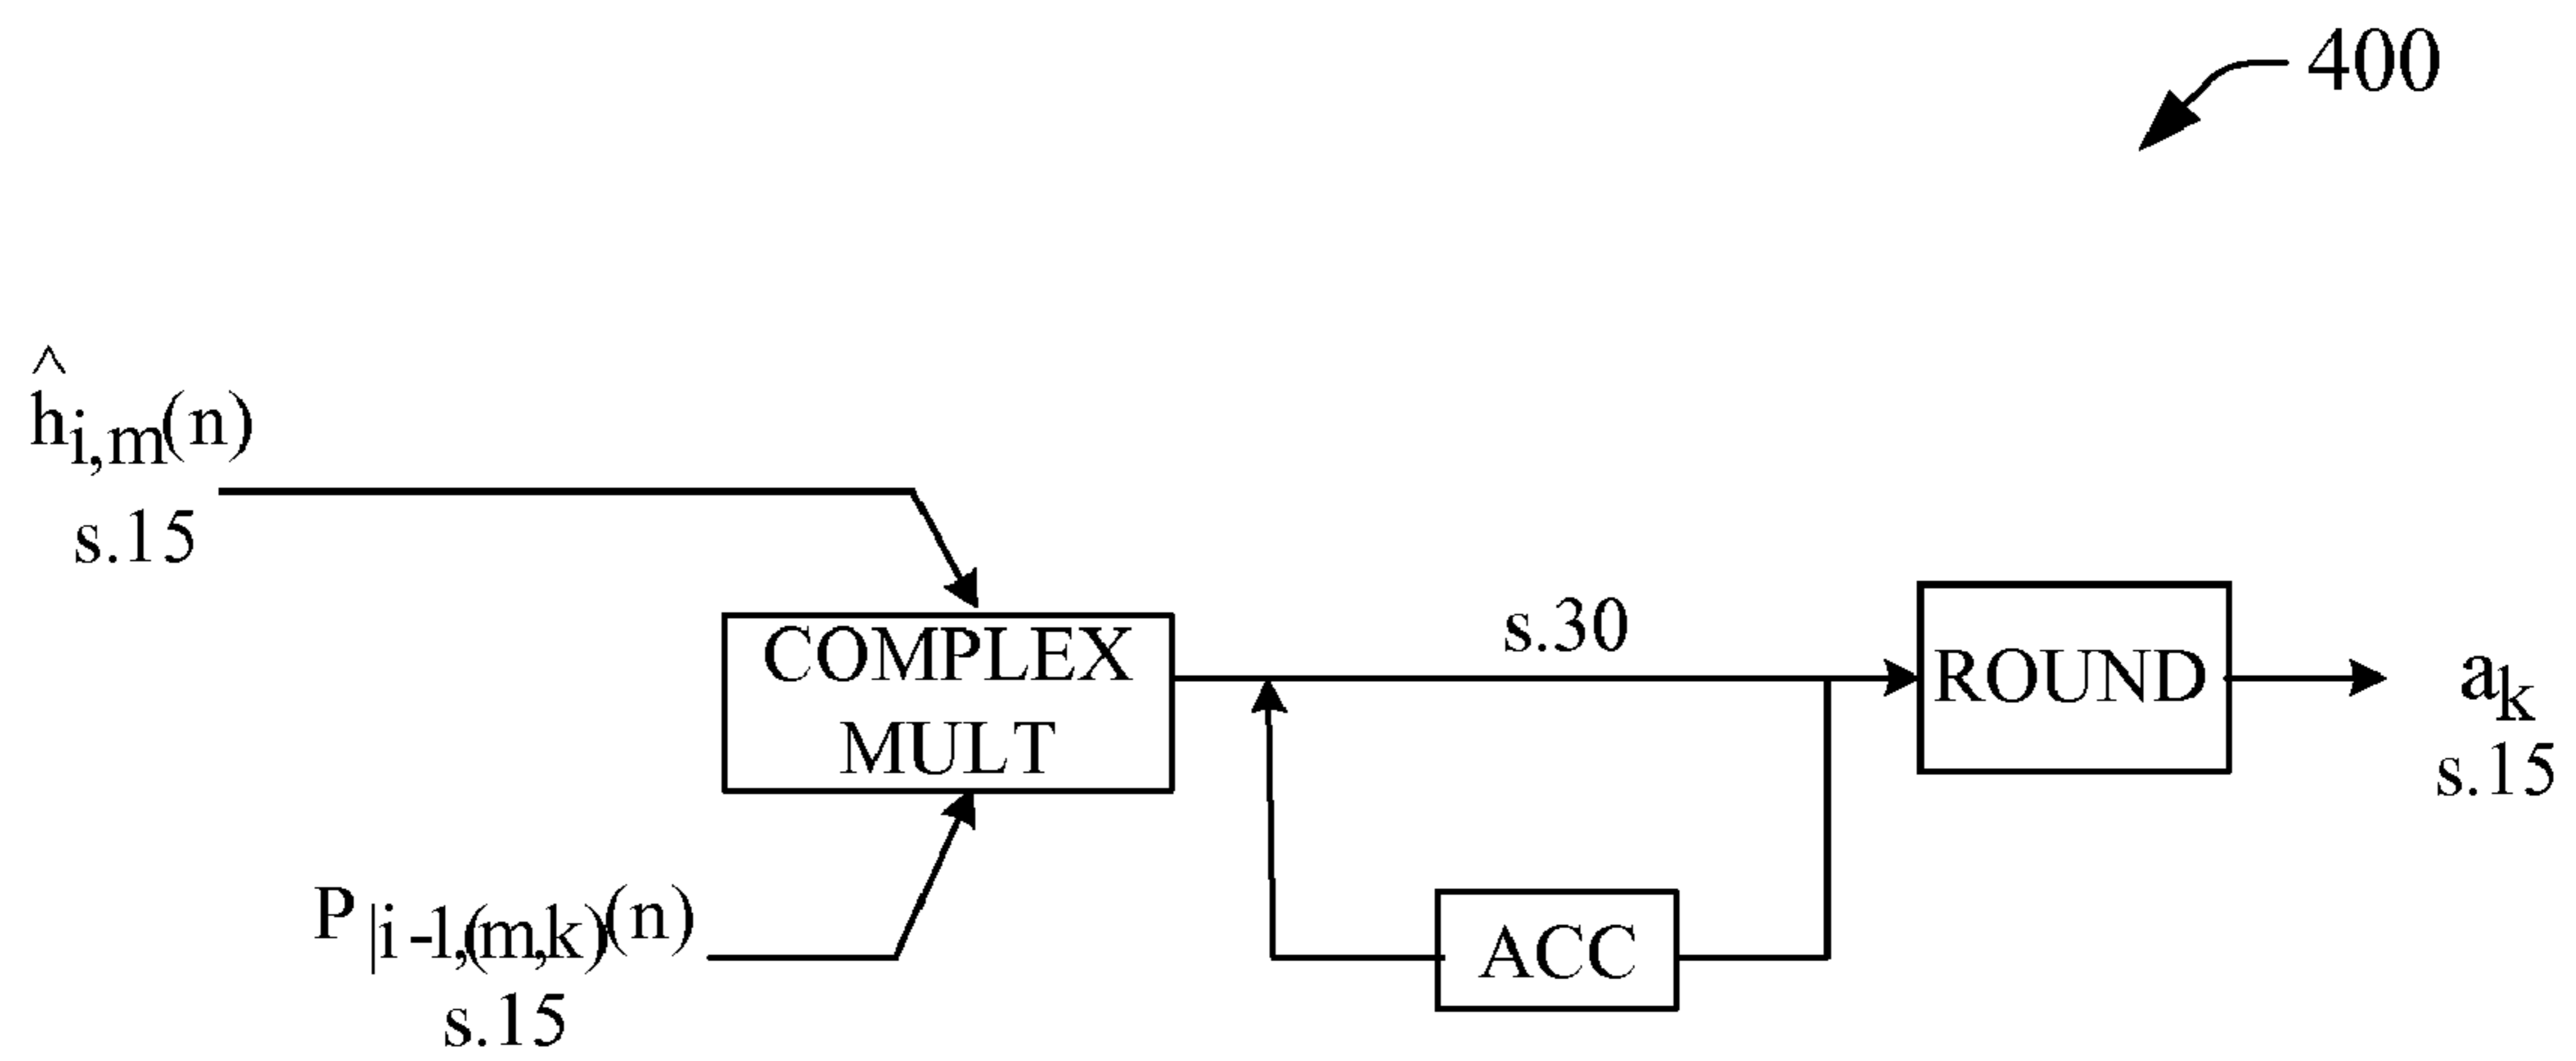 400
ĥi,m(n)
s.15
COMPLEX
MULT
s.30
ROUND
ak
s.15
P|i-1,(m,k)(n)
s.15
ACC